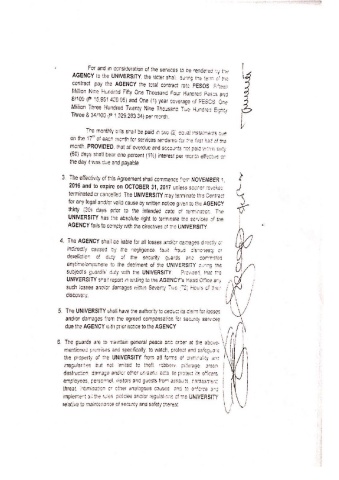 For and in consideration of the services to be rendered by the
AGENCY to the UNIVERSITY, the latter shall, during the term of this
contract, pay the AGENCY the total contract rate PESOS: Fifteen
Million Nine Hundred Fifty One Thousand Four Hundred Pesos and
and One (1) year coverage of PESOS: One
Million Three Hundred Twenty Nine Thousand Two Hundred Eighty
Three & 34/100 (P 1,329,283.34) per month.
The monthly bills shall be paid in two (2) equal installments due
on the 17th of each month for services rendered for the first half of the
month. PROVIDED, that all overdue and accounts not paid within sixty
(60) days shall bear one percent (1%) interest per month effective on
the day it was due and payable
3. The effectivity of this Agreement shall commence from NOVEMBER 1,
2016 and to expire on OCTOBER 31, 2017 unless sooner revoked,
terminated or cancelled. The UNIVERSITY may terminate this Contract
for any legal and/or valid cause by written notice given to the AGENCY
thirty (30) days prior to the intended date of termination. The
UNIVERSITY has the absolute right to terminate the services of the
AGENCY fails to comply with the directives of the UNIVERSITY.
4. The AGENCY shall be liable for all losses and/or damages directly or
indirectly caused by the negligence, fault, fraud, dishonesty or
dereliction of duty of the security guards and committed
to the detriment of the UNIVERSITY during the
subject's guards' duty with the UNIVERSITY. Provided, that the
UNIVERSITY shall report in writing to the AGENCY's Head Office any
such losses and/or damages within Seventy Two (72) Hours of their
discovery.
5. The UNIVERSITY shall have the authority to deduct its claim for losses
and/or damages from the agreed compensation for security services
due the AGENCY with prior notice to the AGENCY
6. The guards are to maintain general peace and order at the above-
mentioned premises and specifically to watch, protect and safeguard
the property of the UNIVERSITY from all forms of criminality and
irregularities but not limited to theft, robbery, pilferage, arson,
destruction, damage and/or other unlawful acts, to protect its officers,
employees, personnel, visitors and guests from assault, harassment,
threat, intimidation or other analogous causes, and to enforce and
implement all the rules, policies and/or regulations of the UNIVERSITY
relative to maintenance of security and safety therein.